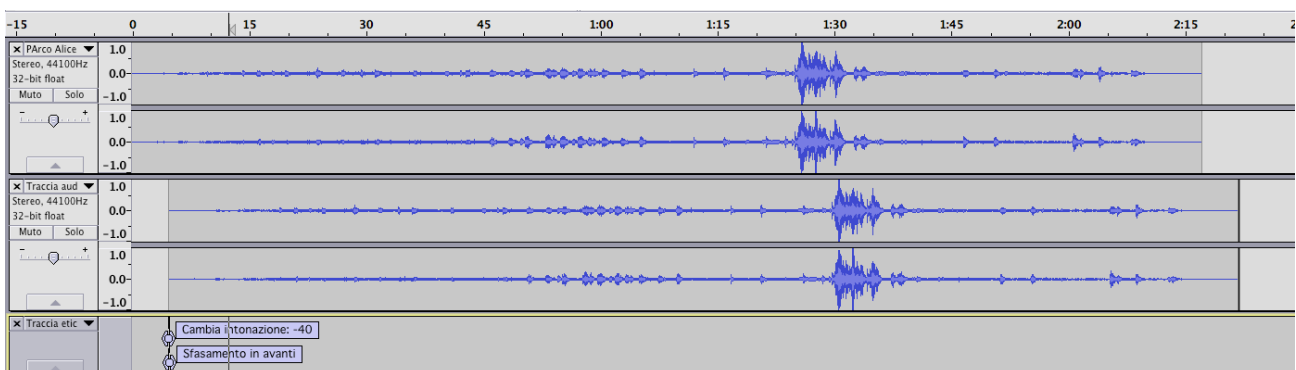 -15 0 15 30 45 1:00 1:15 1:30 1:45 2:00 2:15 2
× PArco Alice ▼ 1.0
Stereo, 44100Hz
32-bit float 0.0-
Muto Solo -1.0
- + 1.0
0.0-
-1.0
× Traccia aud ▼ 1.0
Stereo, 44100Hz
32-bit float 0.0-
Muto Solo -1.0
- + 1.0
0.0-
-1.0
× Traccia etic ▼
Cambia intonazione: -40
Sfasamento in avanti